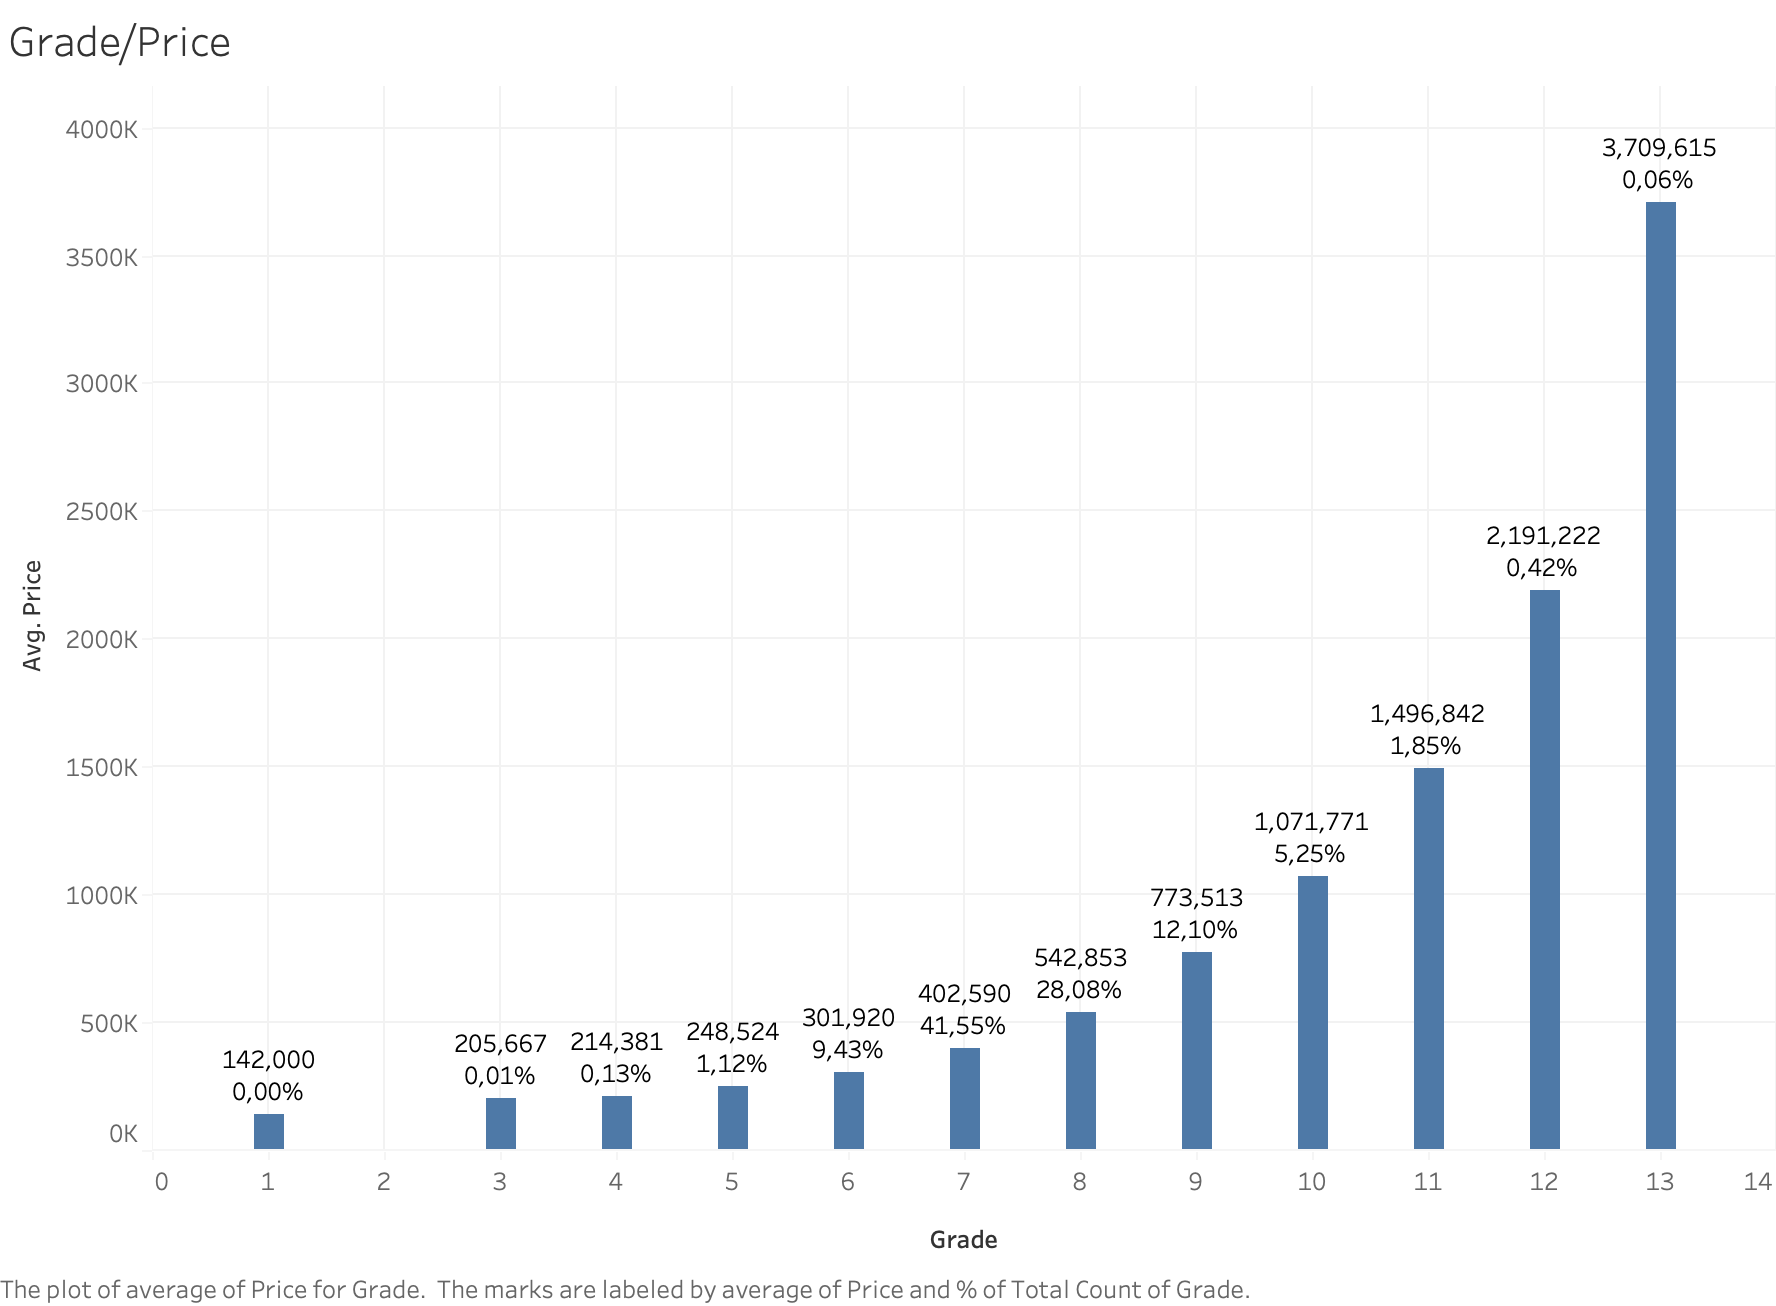 Grade/Price
4000K
3500K
3000K
2500K
2000K
1500K
1000K
500K
0K
Avg. Price
142,000
0,00%
205,667
0,01%
214,381
0,13%
248,524
1,12%
301,920
9,43%
402,590
41,55%
542,853
28,08%
773,513
12,10%
1,071,771
5,25%
1,496,842
1,85%
2,191,222
0,42%
3,709,615
0,06%
0 1 2 3 4 5 6 7 8 9 10 11 12 13 14
Grade
The plot of average of Price for Grade.  The marks are labeled by average of Price and % of Total Count of Grade.